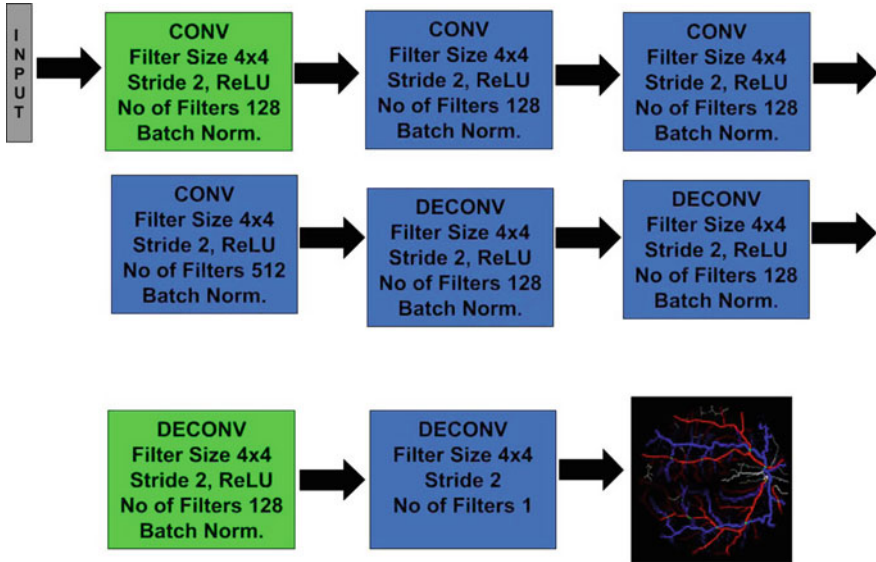 INPUT
CONV
Filter Size 4x4
Stride 2, ReLU
No of Filters 128
Batch Norm.
CONV
Filter Size 4x4
Stride 2, ReLU
No of Filters 128
Batch Norm.
CONV
Filter Size 4x4
Stride 2, ReLU
No of Filters 128
Batch Norm.
CONV
Filter Size 4x4
Stride 2, ReLU
No of Filters 512
Batch Norm.
DECONV
Filter Size 4x4
Stride 2, ReLU
No of Filters 128
Batch Norm.
DECONV
Filter Size 4x4
Stride 2, ReLU
No of Filters 128
Batch Norm.
DECONV
Filter Size 4x4
Stride 2, ReLU
No of Filters 128
Batch Norm.
DECONV
Filter Size 4x4
Stride 2
No of Filters 1